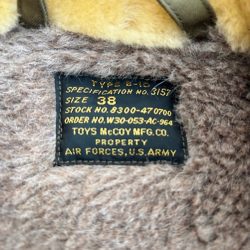 TYPE B-10
SPECIFICATION No. 3157
SIZE 38
STOCK No. 8300-470700
ORDER No. W30-053-AC-964
TOYS McCOY MFG. CO.
PROPERTY
AIR FORCES, U.S. ARMY